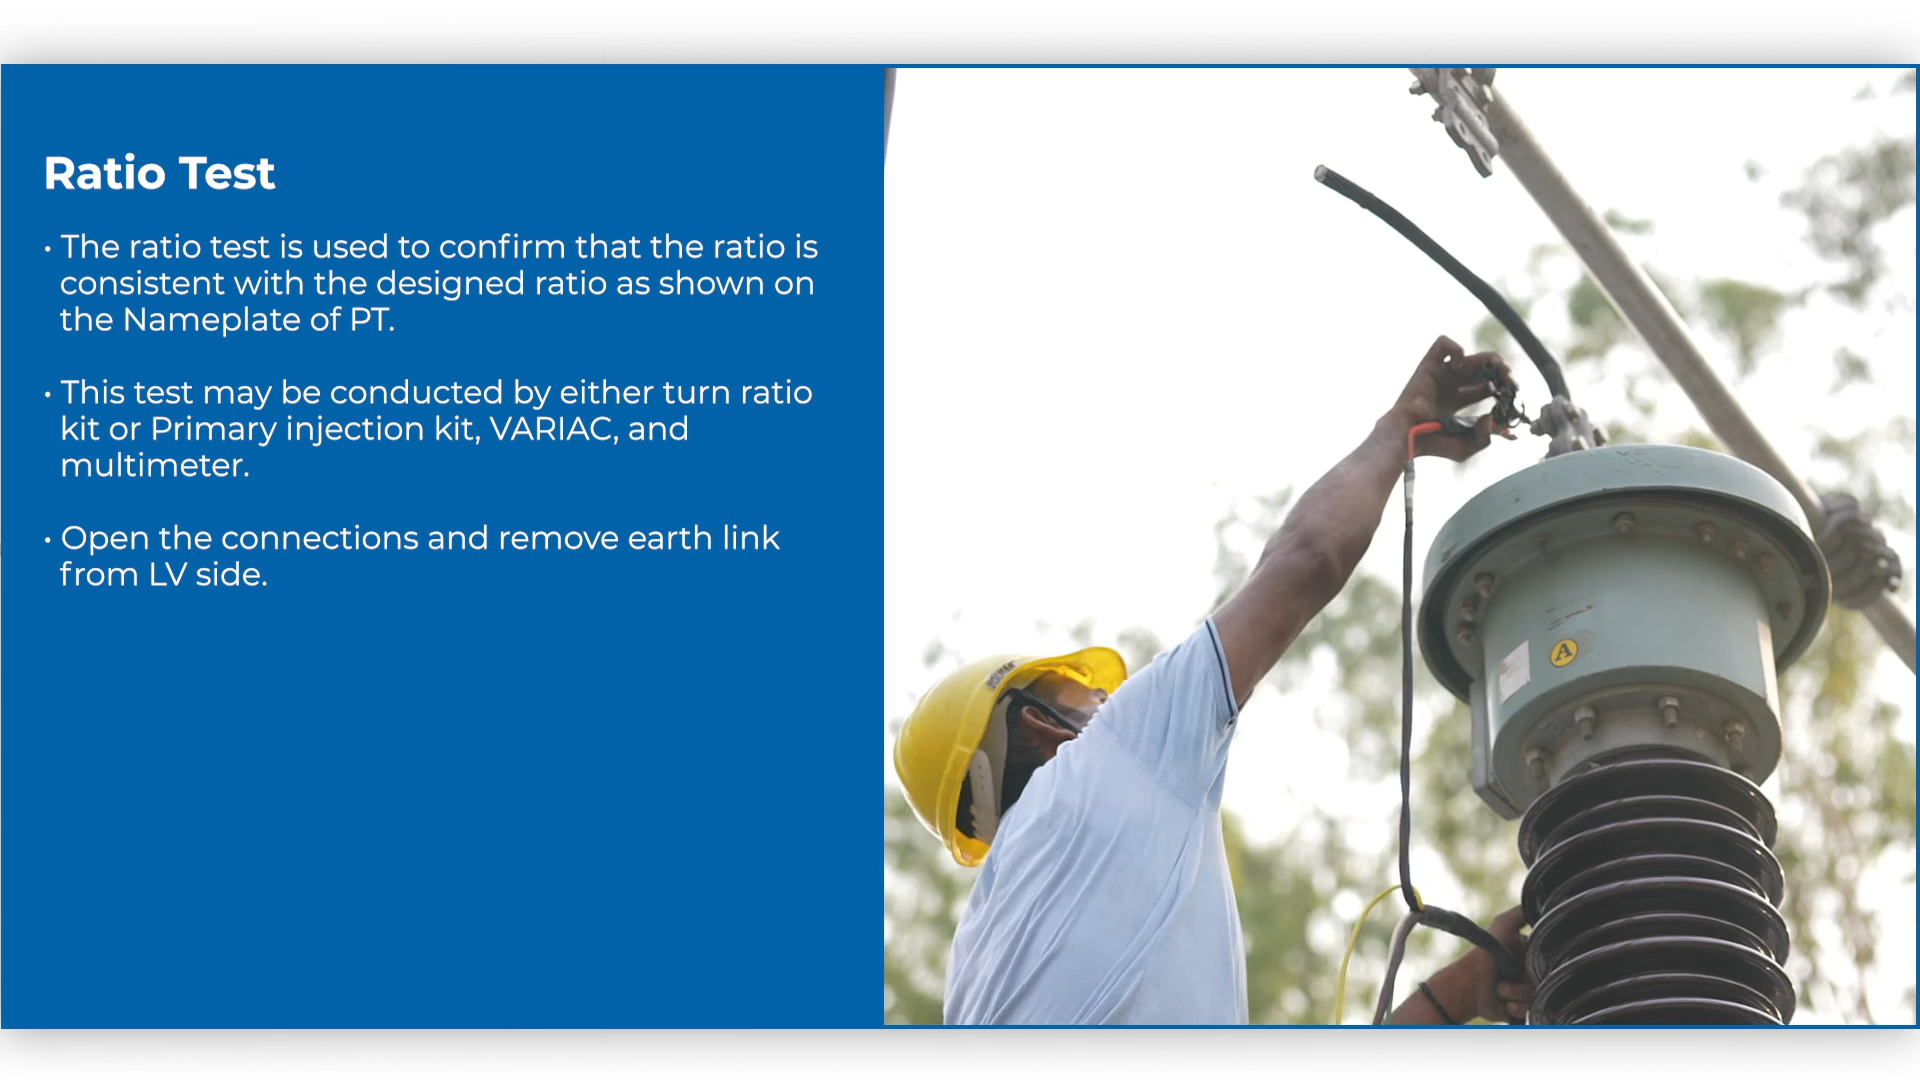 Ratio Test
• The ratio test is used to confirm that the ratio is
consistent with the designed ratio as shown on
the Nameplate of PT.
• This test may be conducted by either turn ratio
kit or Primary injection kit, VARIAC, and
multimeter.
• Open the connections and remove earth link
from LV side.
A